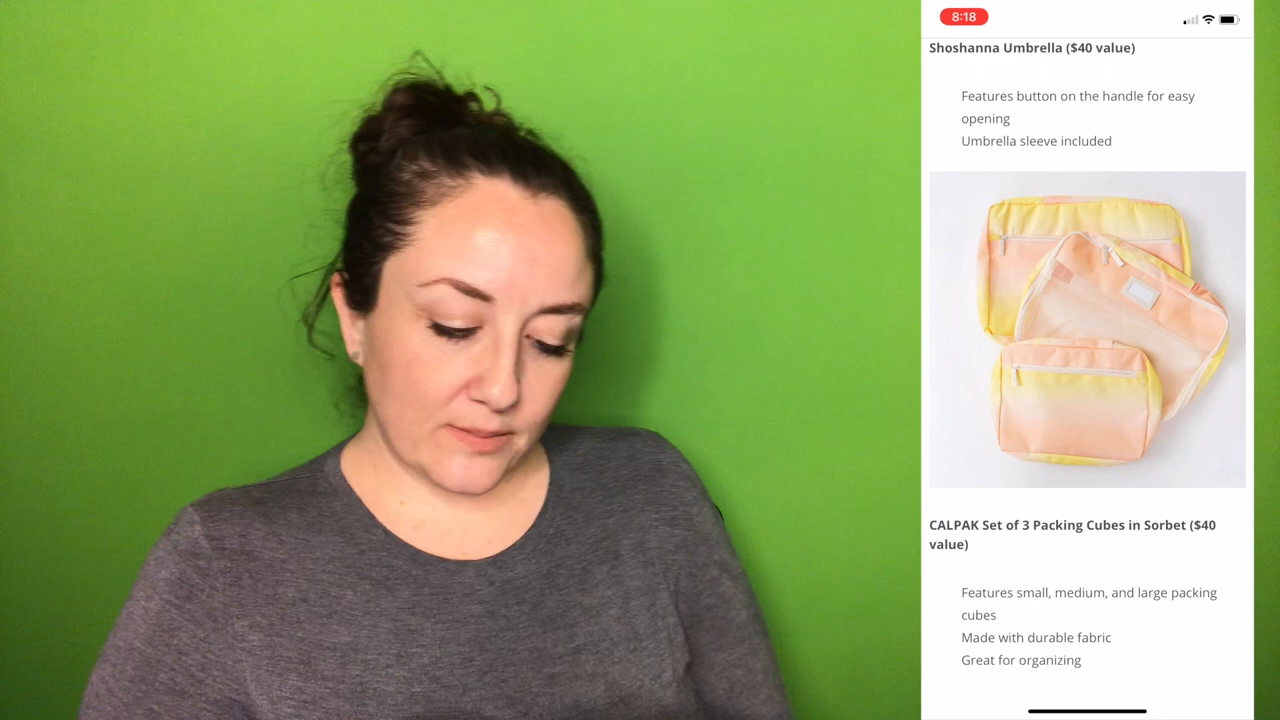 8:18
Shoshanna Umbrella ($40 value)
Features button on the handle for easy
opening
Umbrella sleeve included
CALPAK Set of 3 Packing Cubes in Sorbet ($40
value)
Features small, medium, and large packing
cubes
Made with durable fabric
Great for organizing